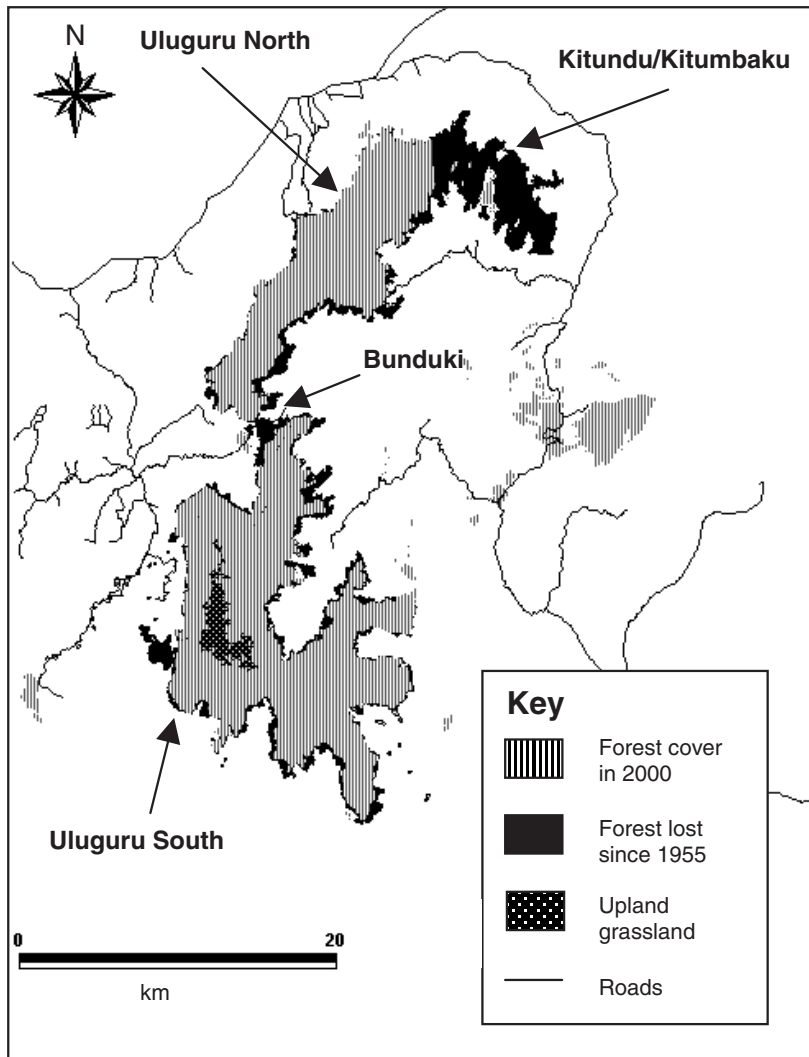 N
Uluguru North
Kitundu/Kitumbaku
Bunduki
Uluguru South
Key
Forest cover
in 2000
Forest lost
since 1955
Upland
grassland
Roads
0 20
km